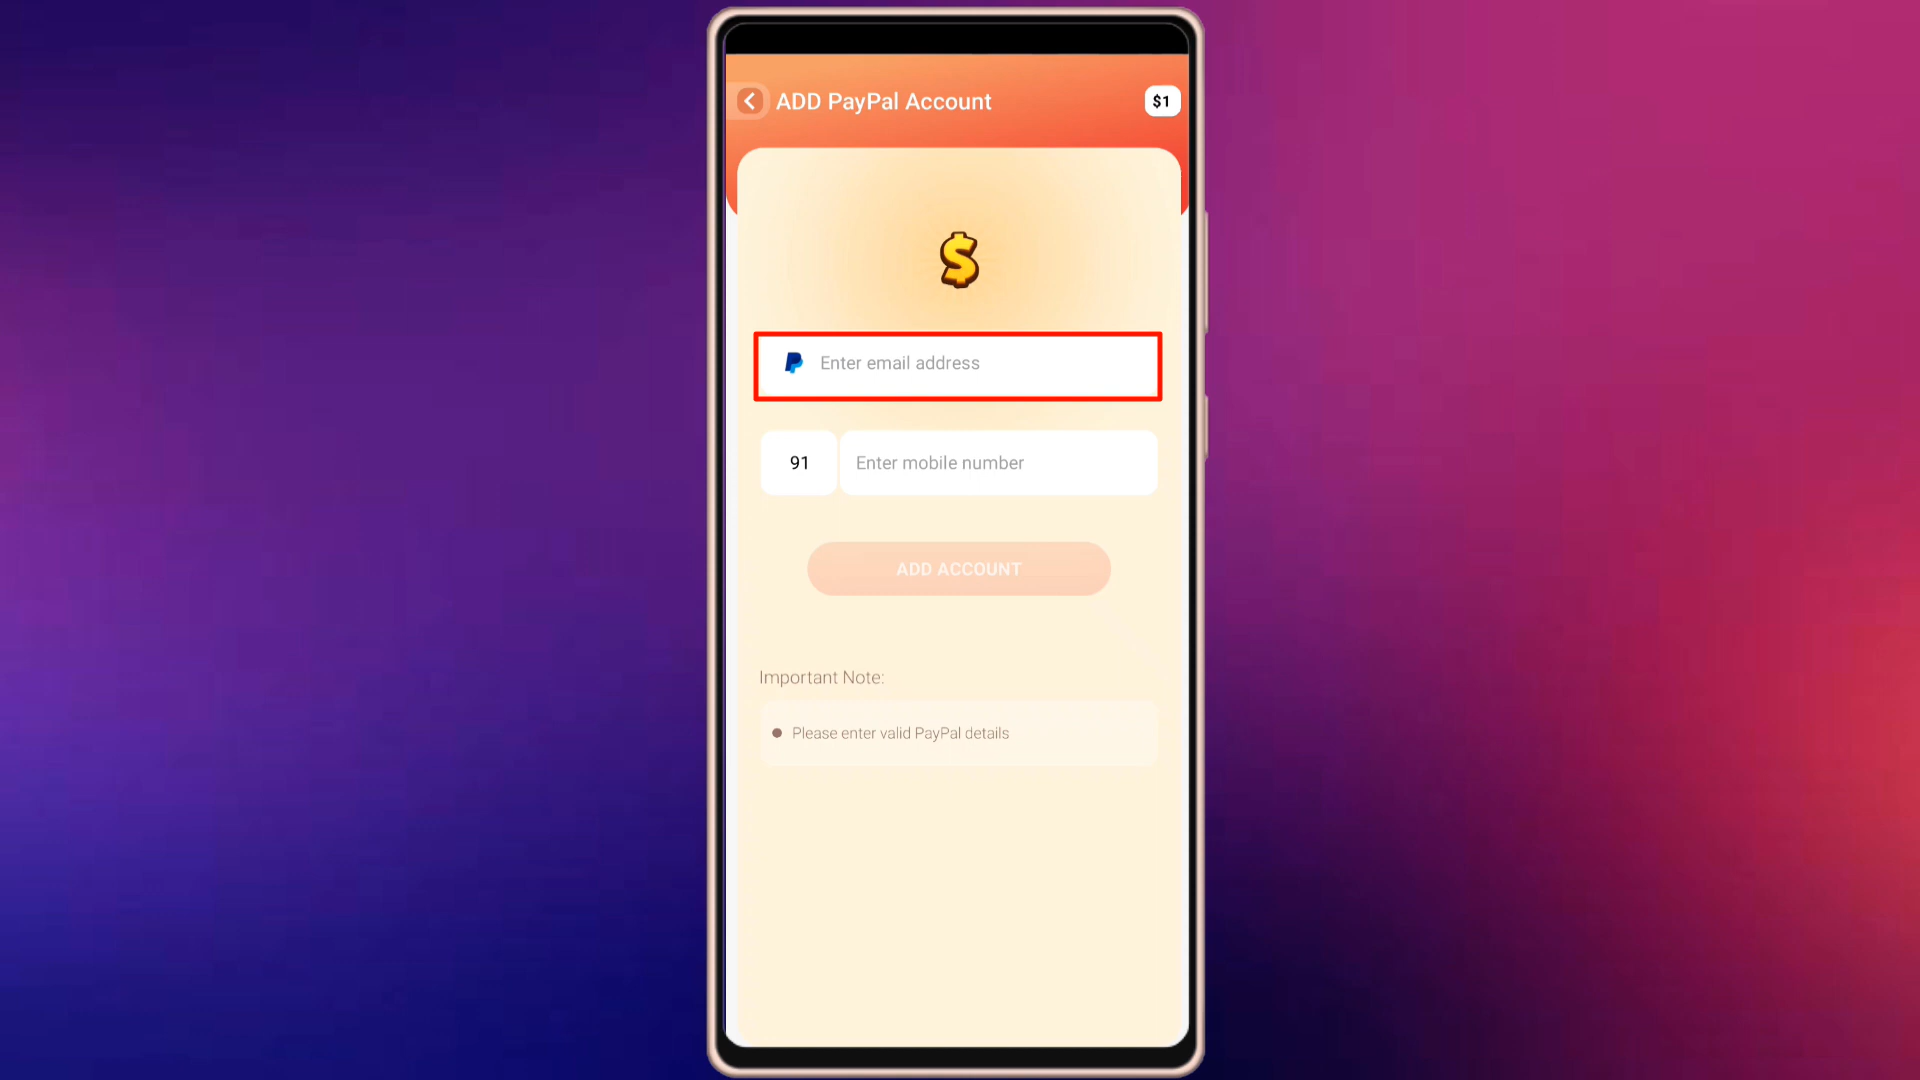 ADD PayPal Account
$1
Enter email address
91
Enter mobile number
ADD ACCOUNT
Important Note:
Please enter valid PayPal details